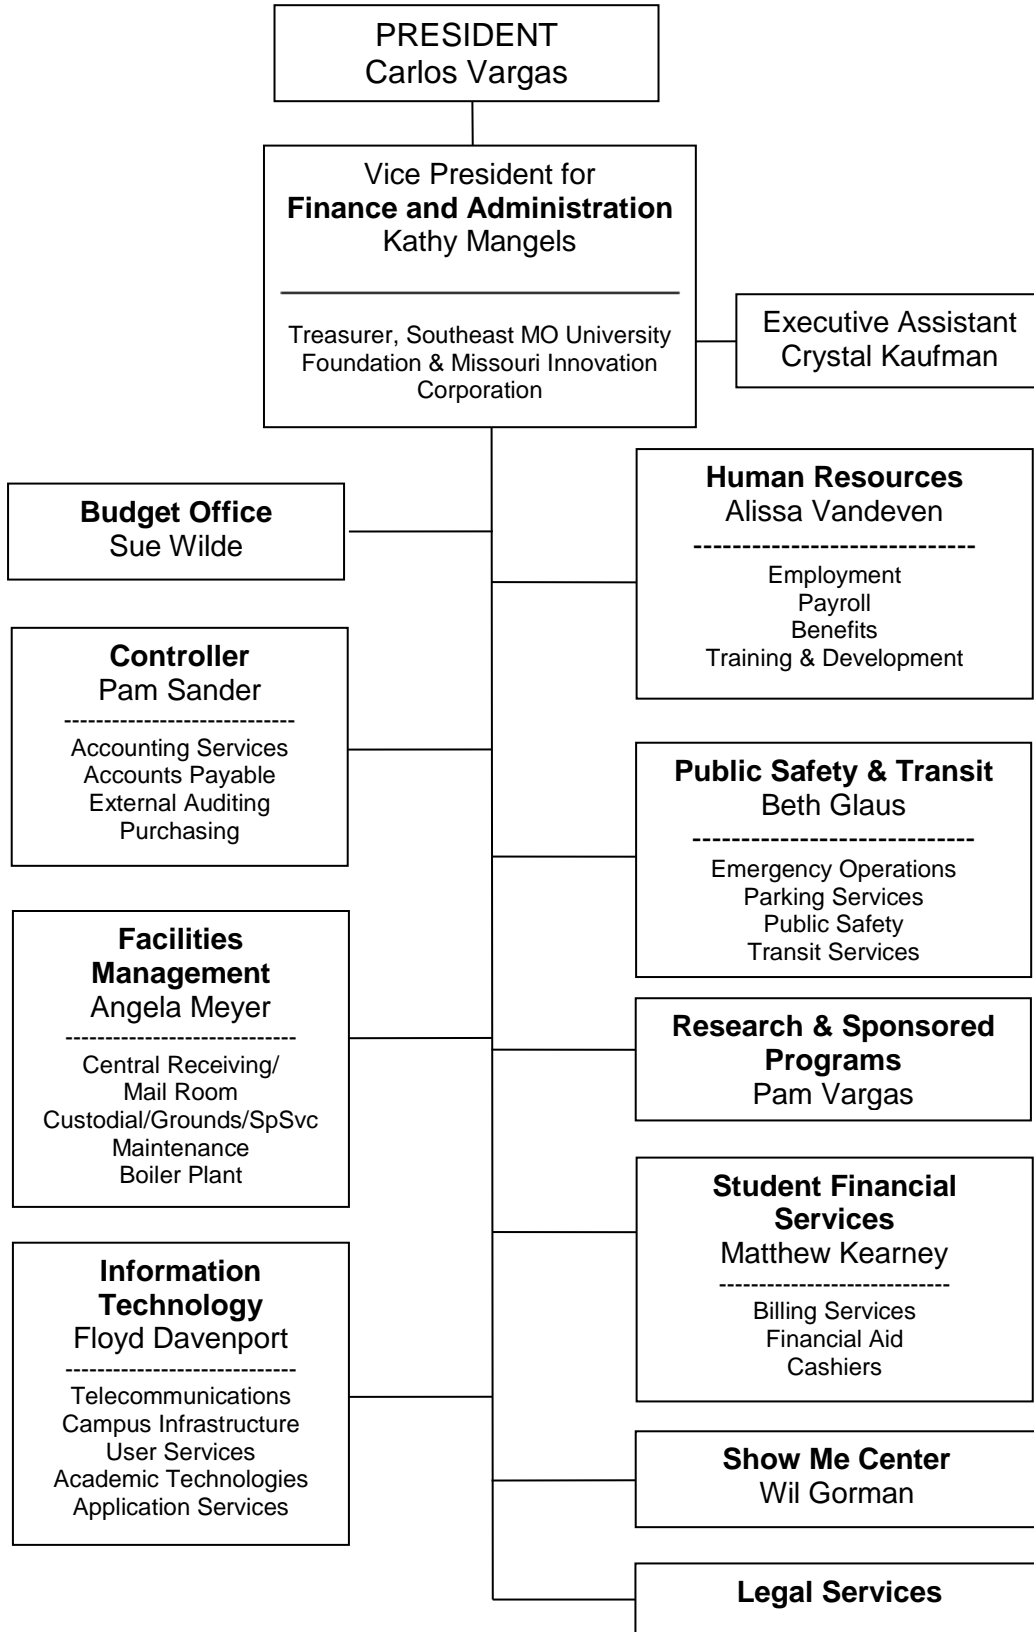 PRESIDENT
Carlos Vargas
Vice President for
Finance and Administration
Kathy Mangels
Treasurer, Southeast MO University
Foundation & Missouri Innovation
Corporation
Executive Assistant
Crystal Kaufman
Budget Office
Sue Wilde
Controller
Pam Sander
-----------------------------
Accounting Services
Accounts Payable
External Auditing
Purchasing
Facilities
Management
Angela Meyer
-----------------------------
Central Receiving/
Mail Room
Custodial/Grounds/SpSvc
Maintenance
Boiler Plant
Information
Technology
Floyd Davenport
-----------------------------
Telecommunications
Campus Infrastructure
User Services
Academic Technologies
Application Services
Human Resources
Alissa Vandeven
-----------------------------
Employment
Payroll
Benefits
Training & Development
Public Safety & Transit
Beth Glaus
-----------------------------
Emergency Operations
Parking Services
Public Safety
Transit Services
Research & Sponsored
Programs
Pam Vargas
Student Financial
Services
Matthew Kearney
-----------------------------
Billing Services
Financial Aid
Cashiers
Show Me Center
Wil Gorman
Legal Services